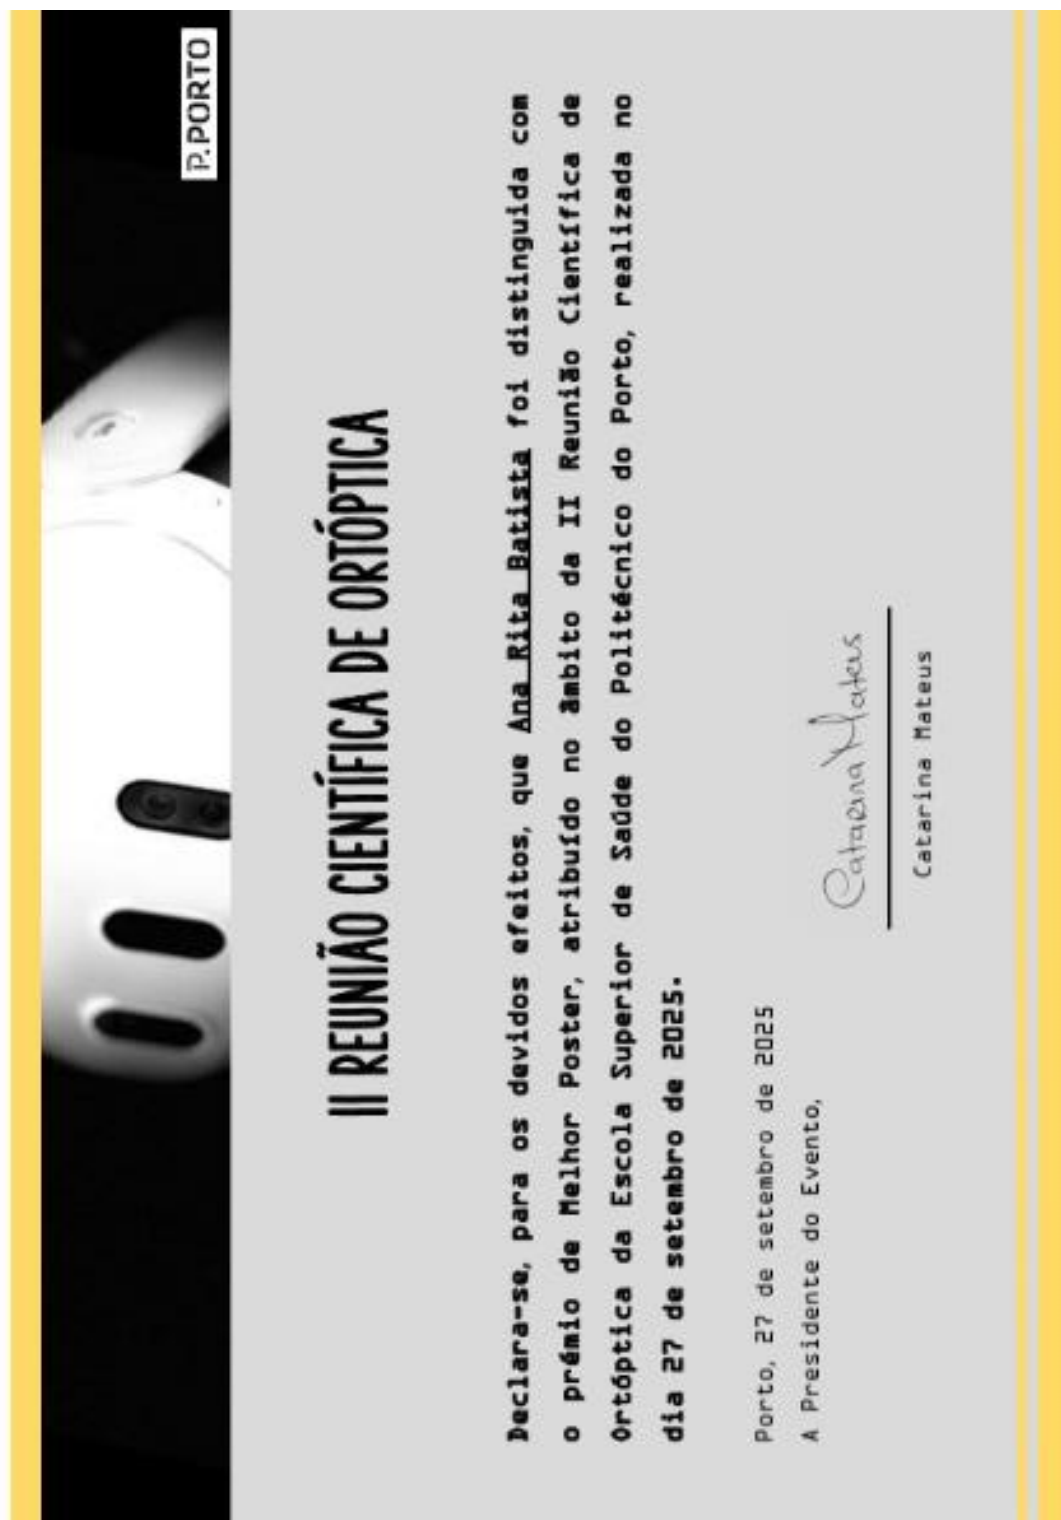 P.PORTO
II REUNIÃO CIENTÍFICA DE ORTÓPTICA
Declara-se, para os devidos efeitos, que Ana Rita Batista foi distinguida com
o prémio de Melhor Poster, atribuído no âmbito da II Reunião Científica de
Ortóptica da Escola Superior de Saúde do Politécnico do Porto, realizada no
dia 27 de setembro de 2025.
Porto, 27 de setembro de 2025
A Presidente do Evento,
Catarina Mateus
Catarina Mateus